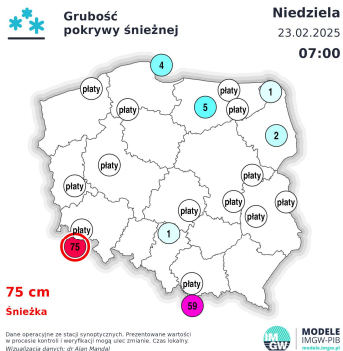 Grubość
pokrywy śnieżnej
Niedziela
23.02.2025
07:00
4
płaty
płaty
1
płaty
5
płaty
2
płaty
płaty
płaty
płaty
płaty
płaty
płaty
płaty
1
75
płaty
59
75 cm
Śnieżka
Dane operacyjne ze stacji synoptycznych. Prezentowane wartości
w procesie kontroli i weryfikacji mogą ulec zmianie. Czas lokalny.
Wizualizacja danych: dr Alan Mandal
IM
GW
MODELE
IMGW-PIB
modele.imgw.pl